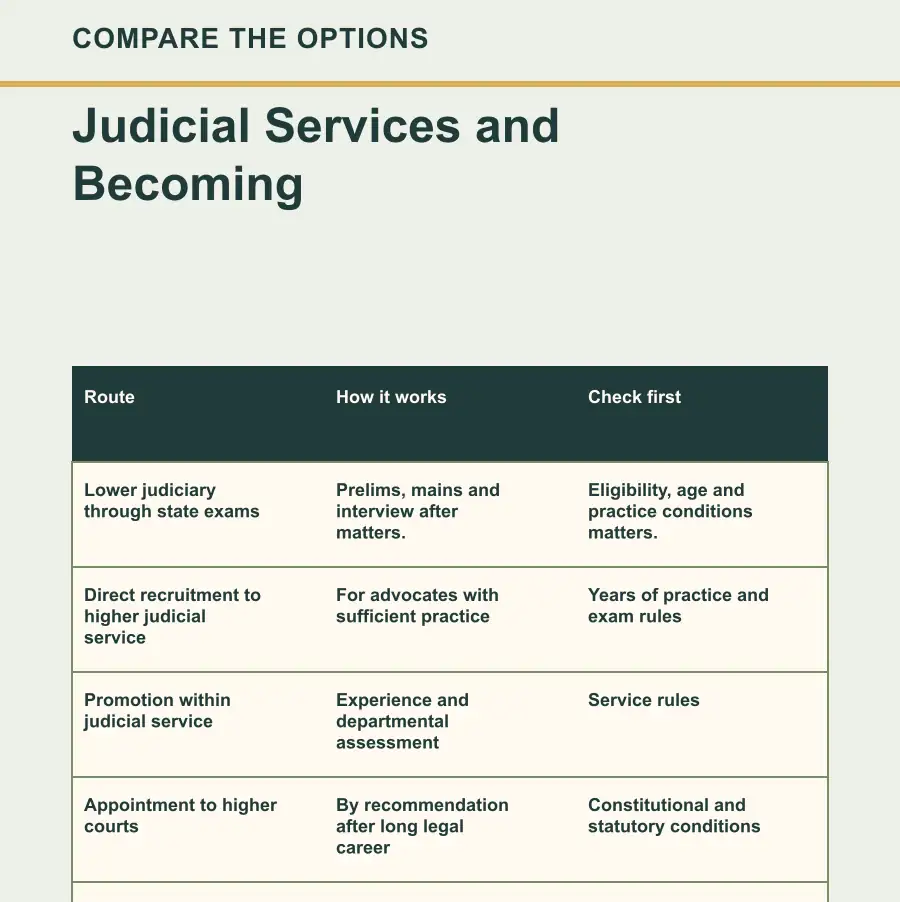 COMPARE THE OPTIONS
Judicial Services and
Becoming
Route
How it works
Check first
Lower judiciary
through state exams
Prelims, mains and
interview after
matters.
Eligibility, age and
practice conditions
matters.
Direct recruitment to
higher judicial
service
For advocates with
sufficient practice
Years of practice and
exam rules
Promotion within
judicial service
Experience and
departmental
assessment
Service rules
Appointment to higher
courts
By recommendation
after long legal
career
Constitutional and
statutory conditions